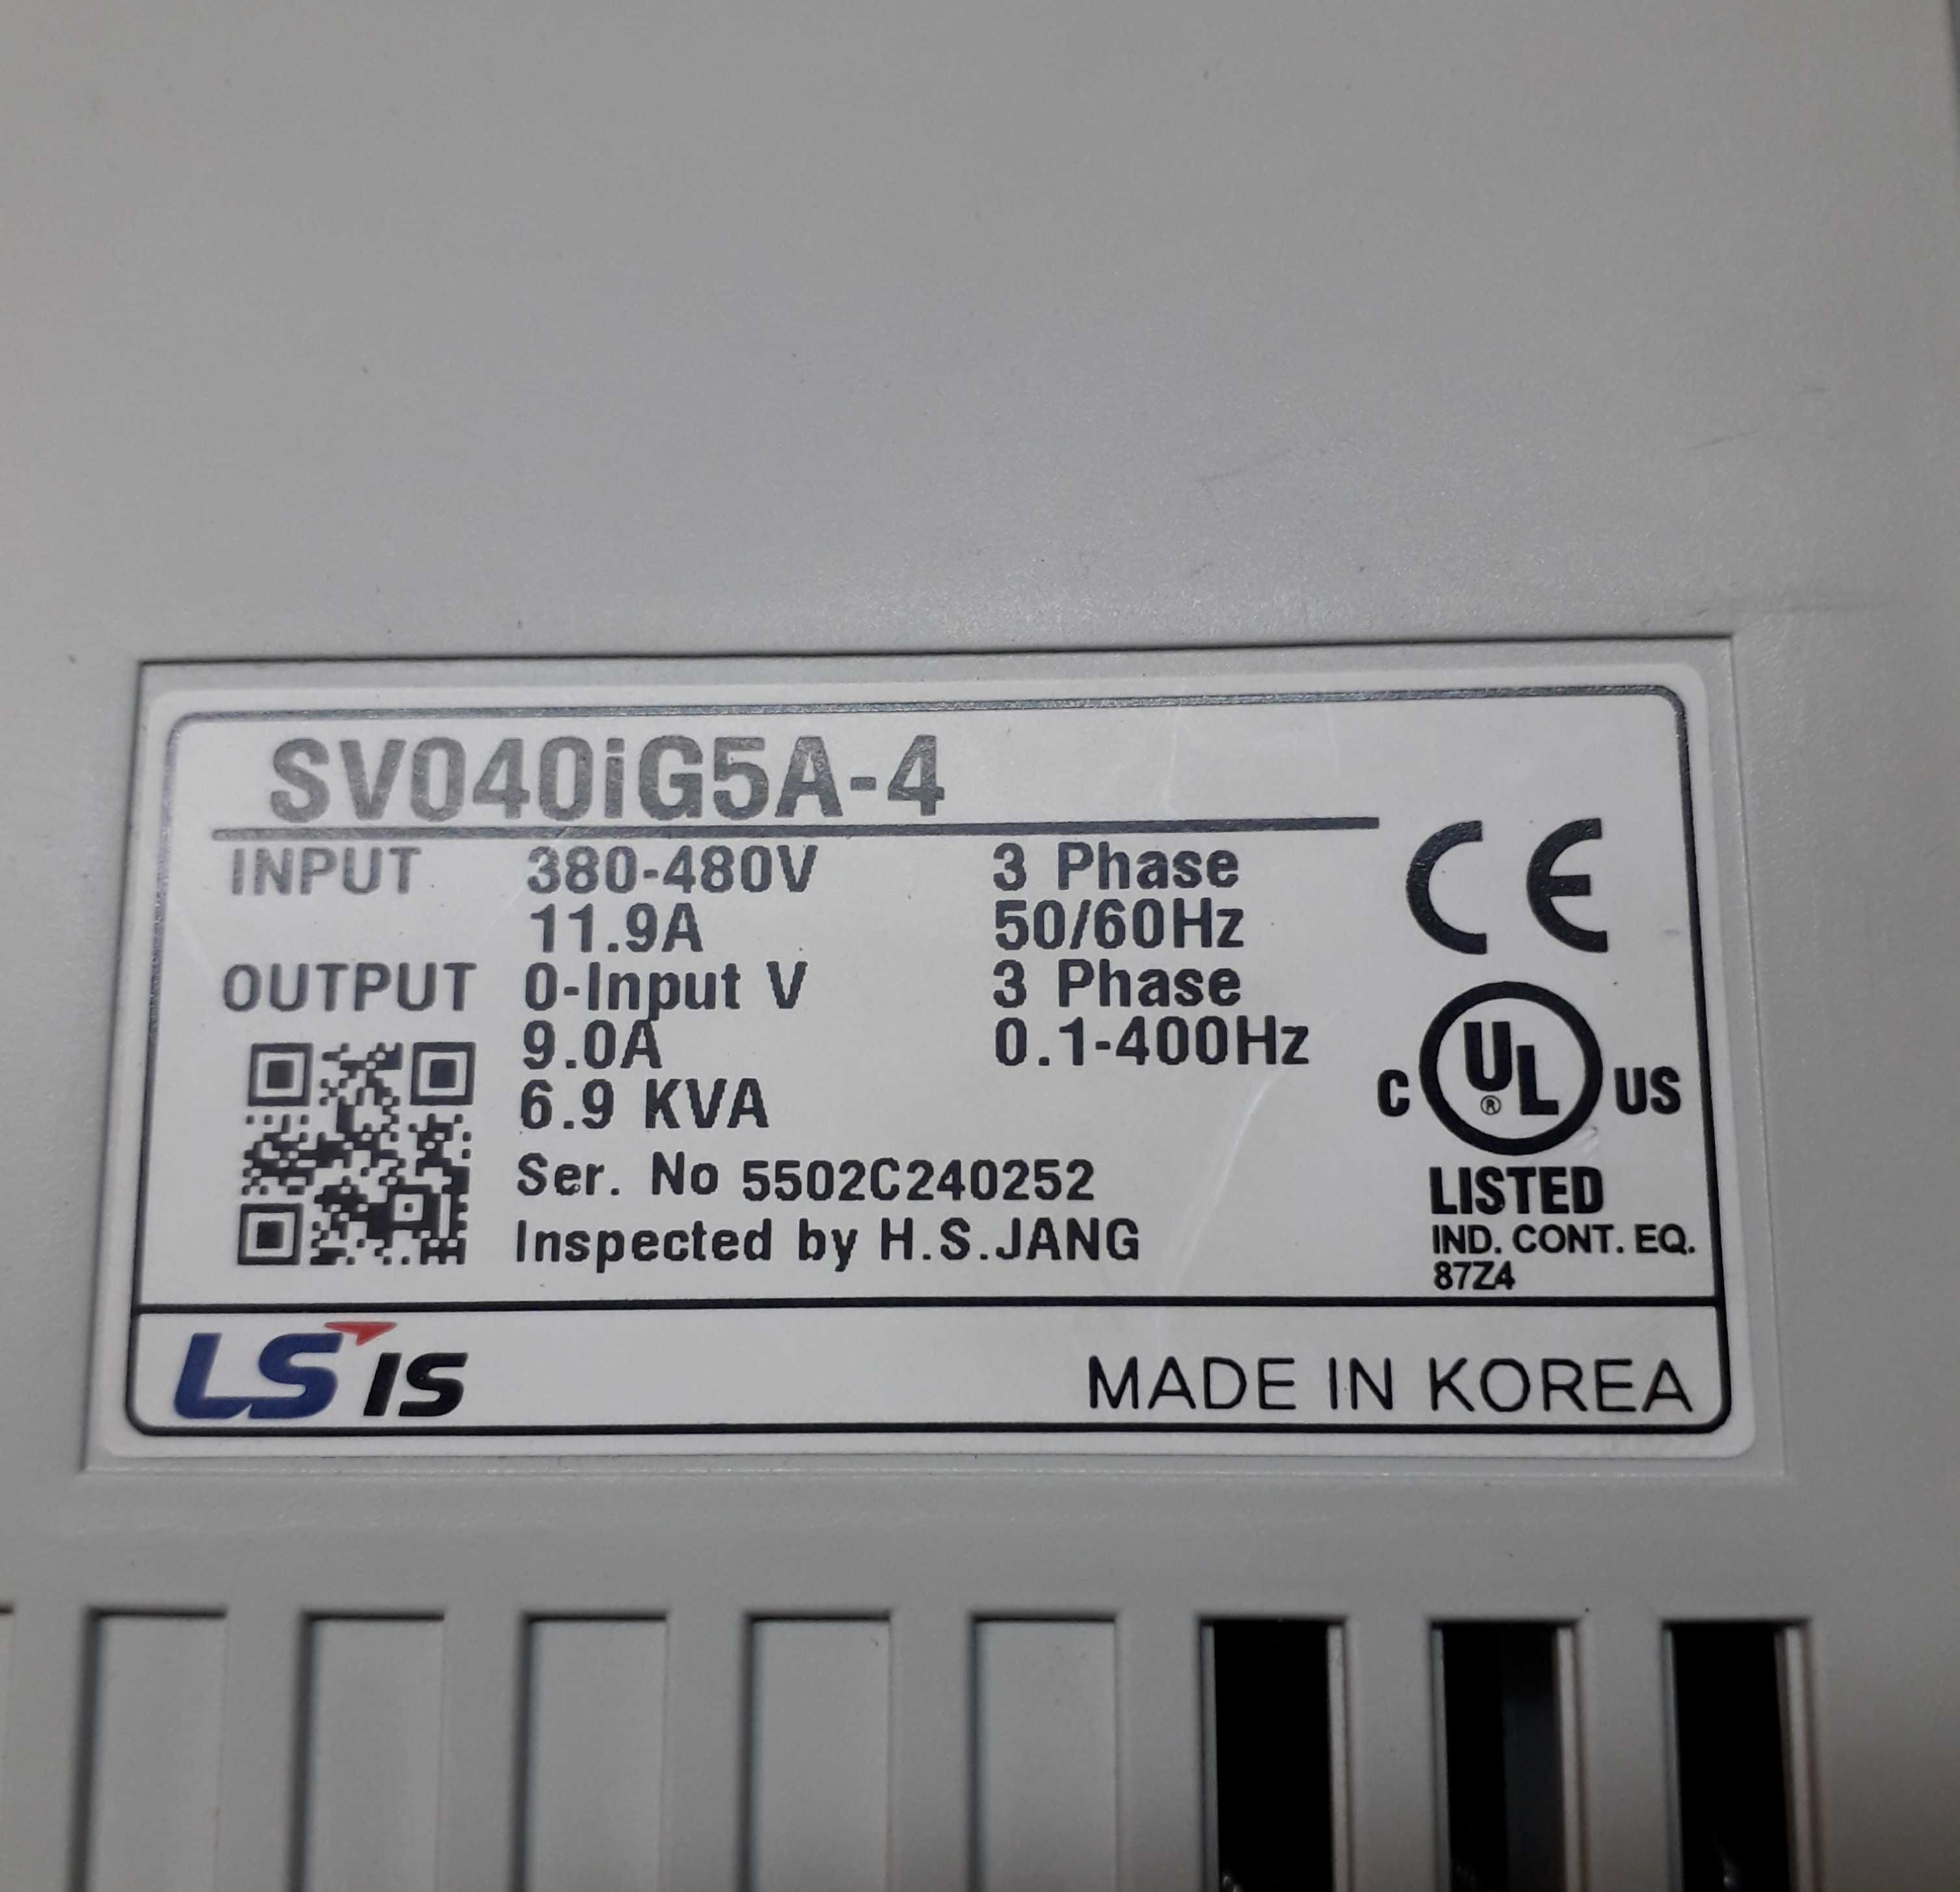 SV040iG5A-4
INPUT 380-480V 3 Phase
11.9A 50/60Hz
OUTPUT 0-Input V 3 Phase
9.0A 0.1-400Hz
6.9 KVA
Ser. No 5502C240252
Inspected by H.S.JANG
CE
C UL® US
LISTED
IND. CONT. EQ.
87Z4
LS IS
MADE IN KOREA